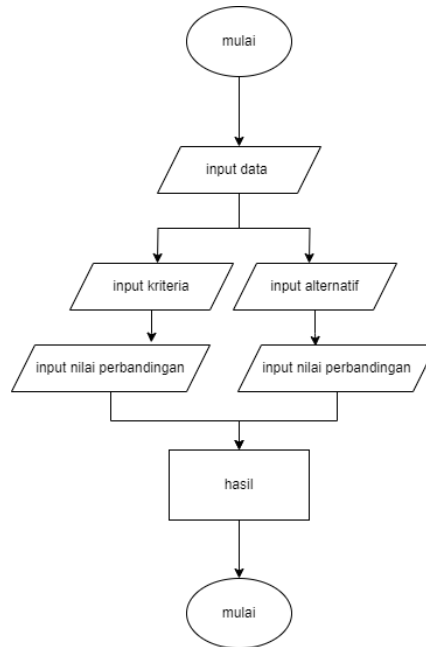 mulai
input data
input kriteria
input alternatif
input nilai perbandingan
input nilai perbandingan
hasil
mulai